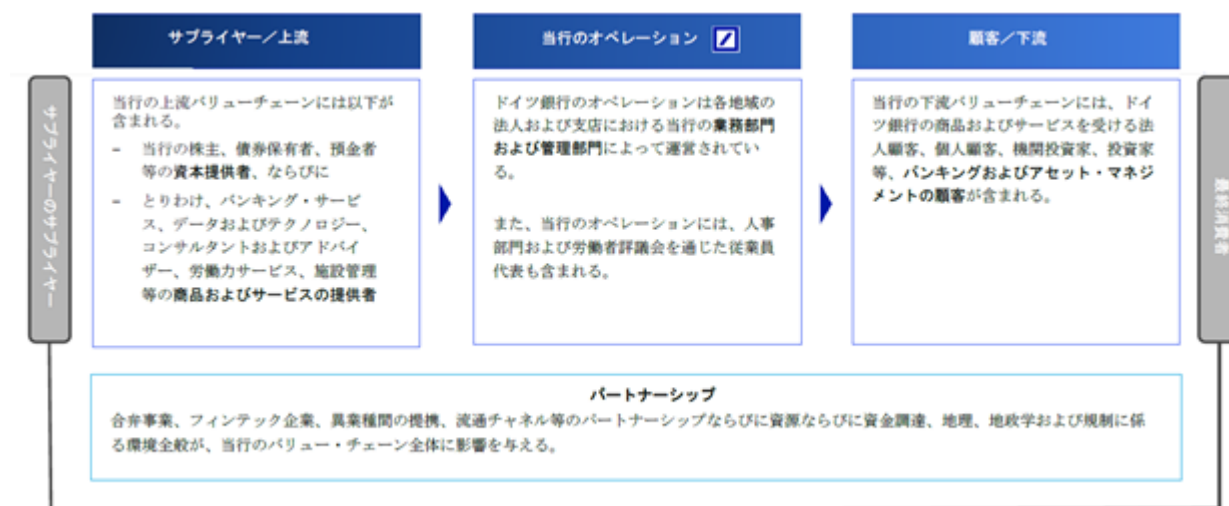 サプライヤー／上流
当行のオペレーション
顧客／下流
サプライヤーのサプライヤー
当行の上流バリューチェーンには以下が
含まれる。
－ 当行の株主、債券保有者、預金者
等の資本提供者、ならびに
－ とりわけ、バンキング・サービ
ス、データおよびテクノロジー、
コンサルタントおよびアドバイ
ザー、労働力サービス、施設管理
等の商品およびサービスの提供者
ドイツ銀行のオペレーションは各地域の
法人および支店における当行の業務部門
および管理部門によって運営されてい
る。
また、当行のオペレーションには、人事
部門および労働者評議会を通じた従業員
代表も含まれる。
当行の下流バリューチェーンには、ドイ
ツ銀行の商品およびサービスを受ける法
人顧客、個人顧客、機関投資家、投資家
等、バンキングおよびアセット・マネジ
メントの顧客が含まれる。
最終消費者
パートナーシップ
合弁事業、フィンテック企業、異業種間の提携、流通チャネル等のパートナーシップならびに資源ならびに資金調達、地理、地政学および規制に係
る環境全般が、当行のバリュー・チェーン全体に影響を与える。